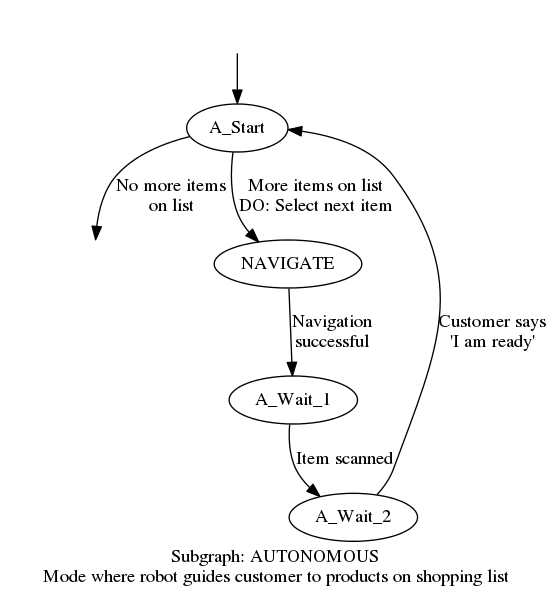 A_Start
No more items
on list
More items on list
DO: Select next item
NAVIGATE
Navigation
successful
Customer says
'I am ready'
A_Wait_1
Item scanned
A_Wait_2
Subgraph: AUTONOMOUS
Mode where robot guides customer to products on shopping list